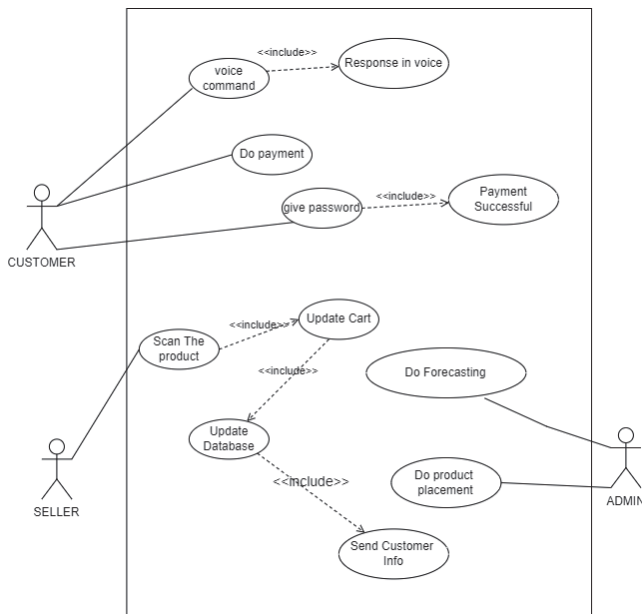 <<include>>
Response in voice
voice
command
Do payment
<<include>>
Payment
Successful
give password
CUSTOMER
Update Cart
<<include>>
Scan The
product
<<include>>
Do Forecasting
Update
Database
<<include>>
Do product
placement
SELLER
ADMIN
Send Customer
Info